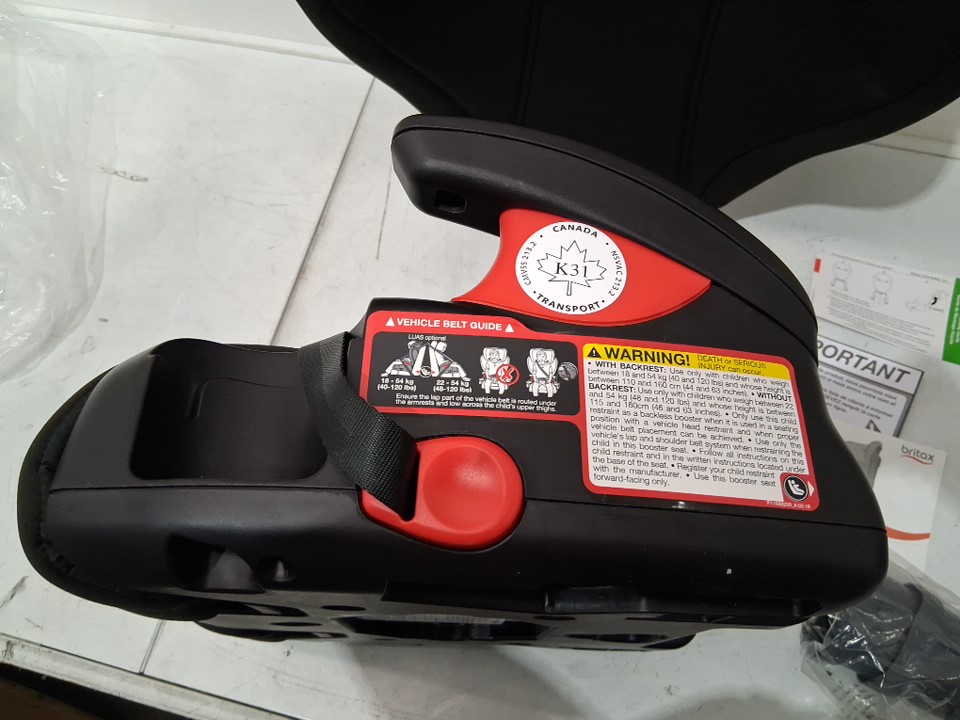 CANADA
CMVSS 213.2
NSVAC 213.2
K31
TRANSPORT
VEHICLE BELT GUIDE
LUAS optional
18 - 54 kg
(40-120 lbs)
22 - 54 kg
(48-120 lbs)
Ensure the lap part of the vehicle belt is routed under
the armrests and low across the child's upper thighs.
WARNING! DEATH or SERIOUS
INJURY can occur.
• WITH BACKREST: Use only with children who weigh
between 18 and 54 kg (40 and 120 lbs) and whose height
between 110 and 160 cm (44 and 63 inches). • WITHOUT
BACKREST: Use only with children who weigh between 22
and 54 kg (48 and 120 lbs) and whose height is between
115 and 160cm (46 and 63 inches). • Only use this child
restraint as a backless booster when it is used in a seating
position with a vehicle head restraint and when proper
vehicle belt placement can be achieved. • Use only the
vehicle's lap and shoulder belt system when restraining the
child in this booster seat. • Follow all instructions on this
child restraint and in the written instructions located under
the base of the seat. • Register your child restraint
with the manufacturer. • Use this booster seat
forward-facing only.
PORTANT
britax